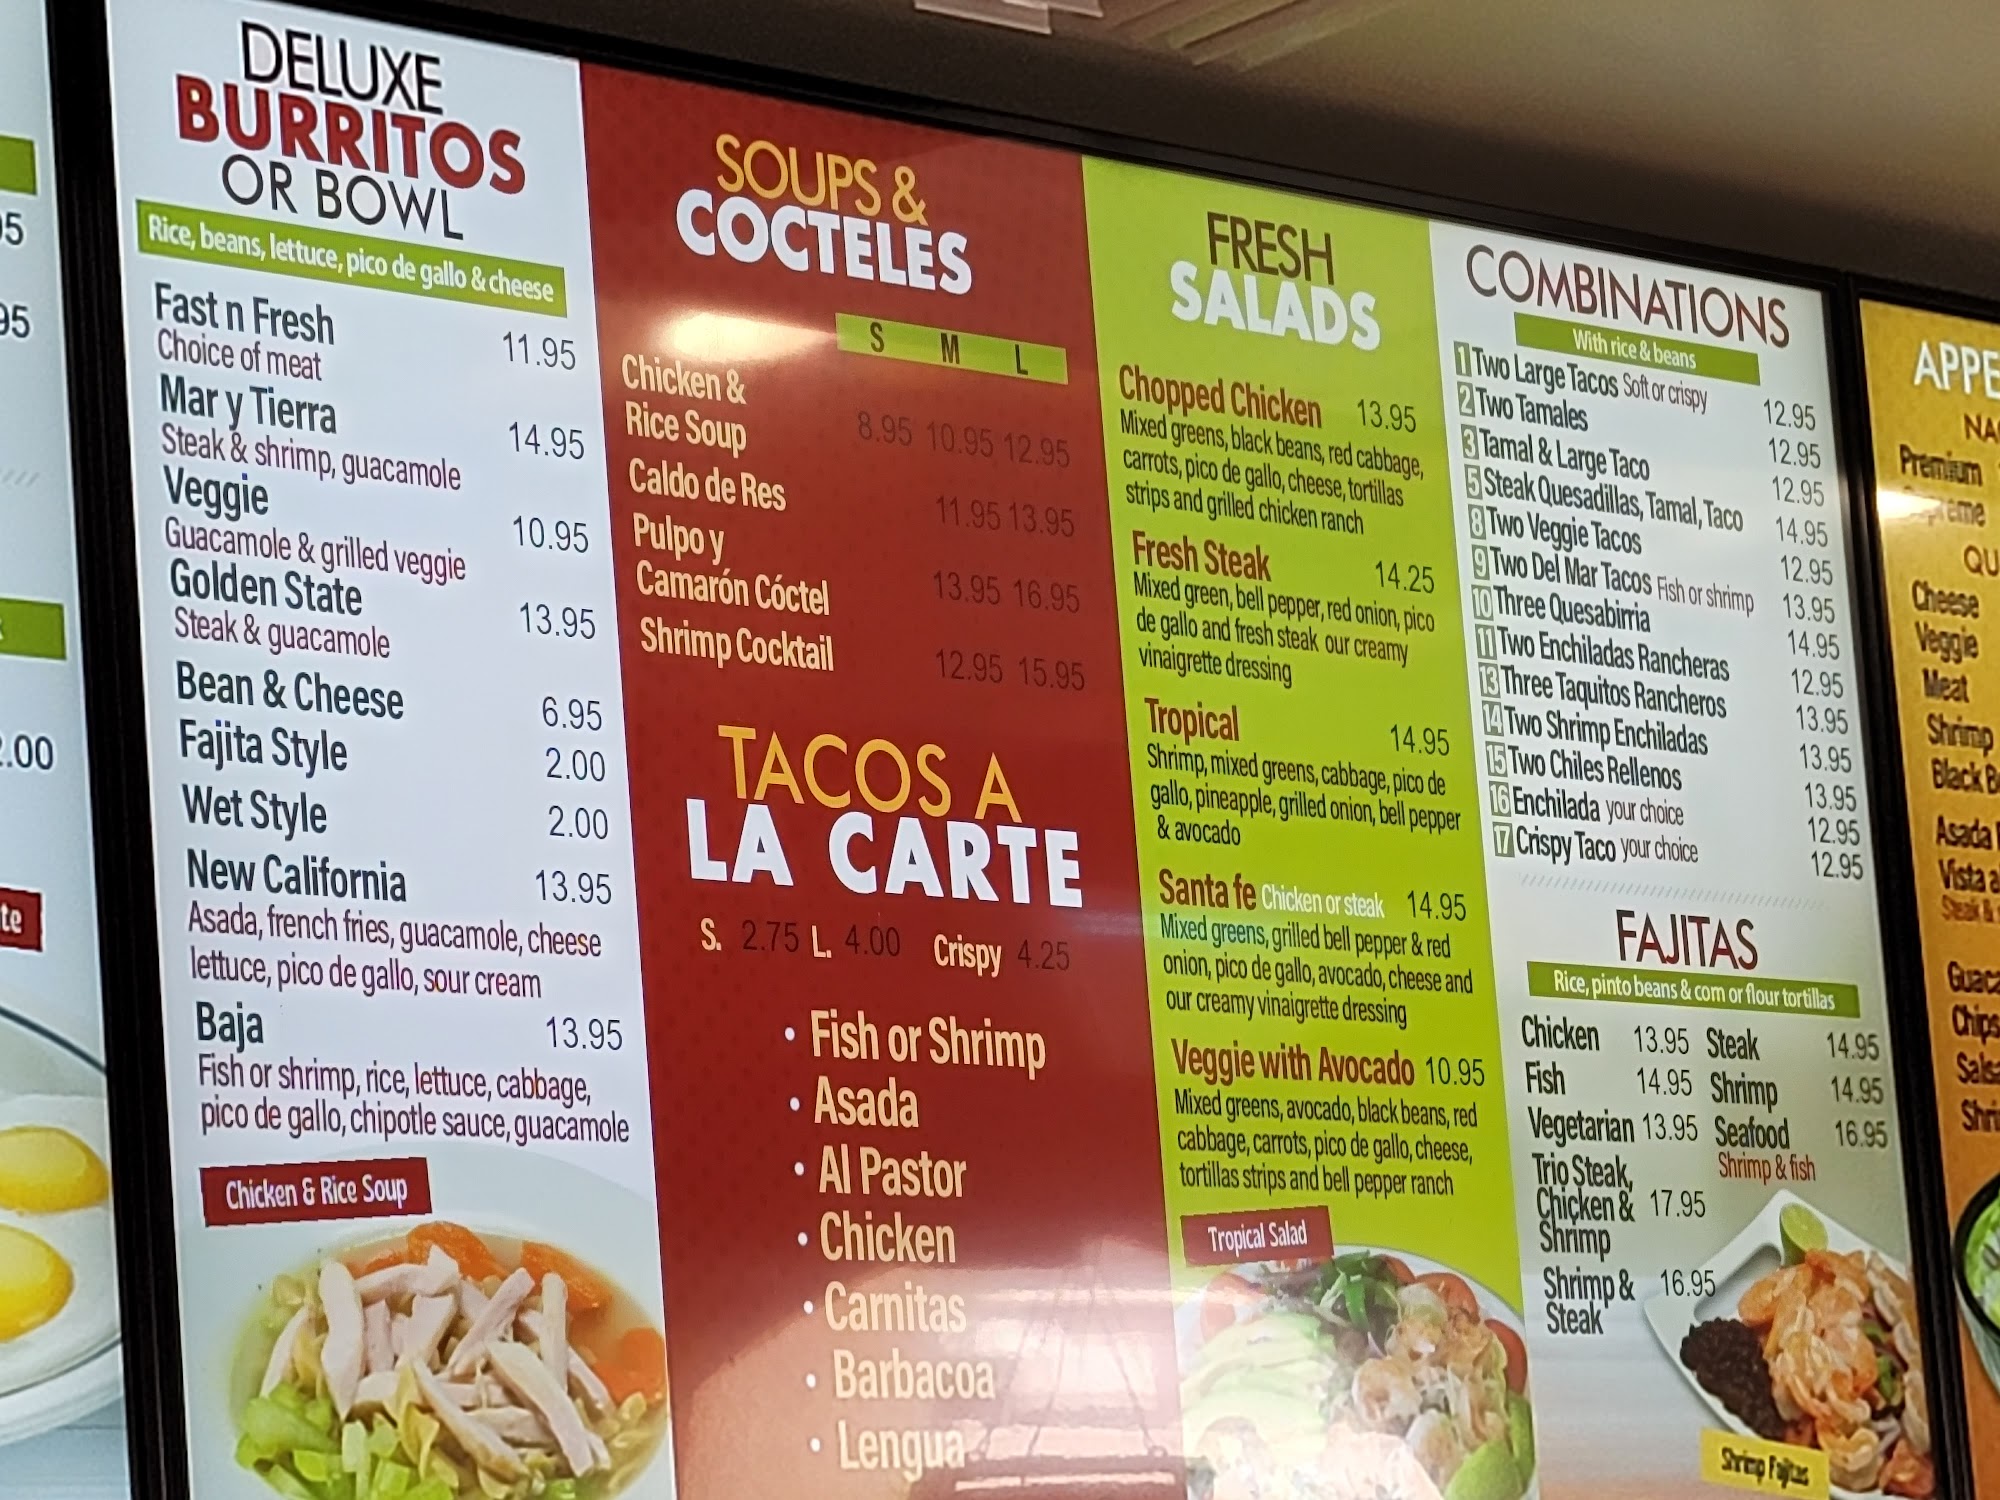 95
95
2.00
te
DELUXE
BURRITOS
OR BOWL
Rice, beans, lettuce, pico de gallo & cheese
Fast n Fresh 11.95
Choice of meat
Mar y Tierra 14.95
Steak & shrimp, guacamole
Veggie 10.95
Guacamole & grilled veggie
Golden State 13.95
Steak & guacamole
Bean & Cheese 6.95
Fajita Style 2.00
Wet Style 2.00
New California 13.95
Asada, french fries, guacamole, cheese
lettuce, pico de gallo, sour cream
Baja 13.95
Fish or shrimp, rice, lettuce, cabbage,
pico de gallo, chipotle sauce, guacamole
Chicken & Rice Soup
SOUPS &
COCTELES
S M L
Chicken &
Rice Soup 8.95 10.95 12.95
Caldo de Res 11.95 13.95
Pulpo y
Camarón Cóctel 13.95 16.95
Shrimp Cocktail 12.95 15.95
TACOS A
LA CARTE
S. 2.75 L. 4.00 Crispy 4.25
• Fish or Shrimp
• Asada
• Al Pastor
• Chicken
• Carnitas
• Barbacoa
• Lengua
FRESH
SALADS
Chopped Chicken 13.95
Mixed greens, black beans, red cabbage,
carrots, pico de gallo, cheese, tortillas
strips and grilled chicken ranch
Fresh Steak 14.25
Mixed green, bell pepper, red onion, pico
de gallo and fresh steak our creamy
vinaigrette dressing
Tropical 14.95
Shrimp, mixed greens, cabbage, pico de
gallo, pineapple, grilled onion, bell pepper
& avocado
Santa fe Chicken or steak 14.95
Mixed greens, grilled bell pepper & red
onion, pico de gallo, avocado, cheese and
our creamy vinaigrette dressing
Veggie with Avocado 10.95
Mixed greens, avocado, black beans, red
cabbage, carrots, pico de gallo, cheese,
tortillas strips and bell pepper ranch
Tropical Salad
COMBINATIONS
With rice & beans
1 Two Large Tacos Soft or crispy 12.95
2 Two Tamales 12.95
3 Tamal & Large Taco 12.95
5 Steak Quesadillas, Tamal, Taco 14.95
8 Two Veggie Tacos 12.95
9 Two Del Mar Tacos Fish or shrimp 13.95
10 Three Quesabirria 14.95
11 Two Enchiladas Rancheras 12.95
13 Three Taquitos Rancheros 13.95
14 Two Shrimp Enchiladas 13.95
15 Two Chiles Rellenos 13.95
16 Enchilada your choice 12.95
17 Crispy Taco your choice 12.95
FAJITAS
Rice, pinto beans & corn or flour tortillas
Chicken 13.95 Steak 14.95
Fish 14.95 Shrimp 14.95
Vegetarian 13.95 Seafood 16.95
Shrimp & fish
Trio Steak,
Chicken & 17.95
Shrimp
Shrimp & 16.95
Steak
Shrimp Fajitas
APPE
NA
Premium
QU
Cheese
Veggie
Meat
Shrimp
Black B
Asada
Vista a
Steak &
Guaca
Chips
Salsa
Shri